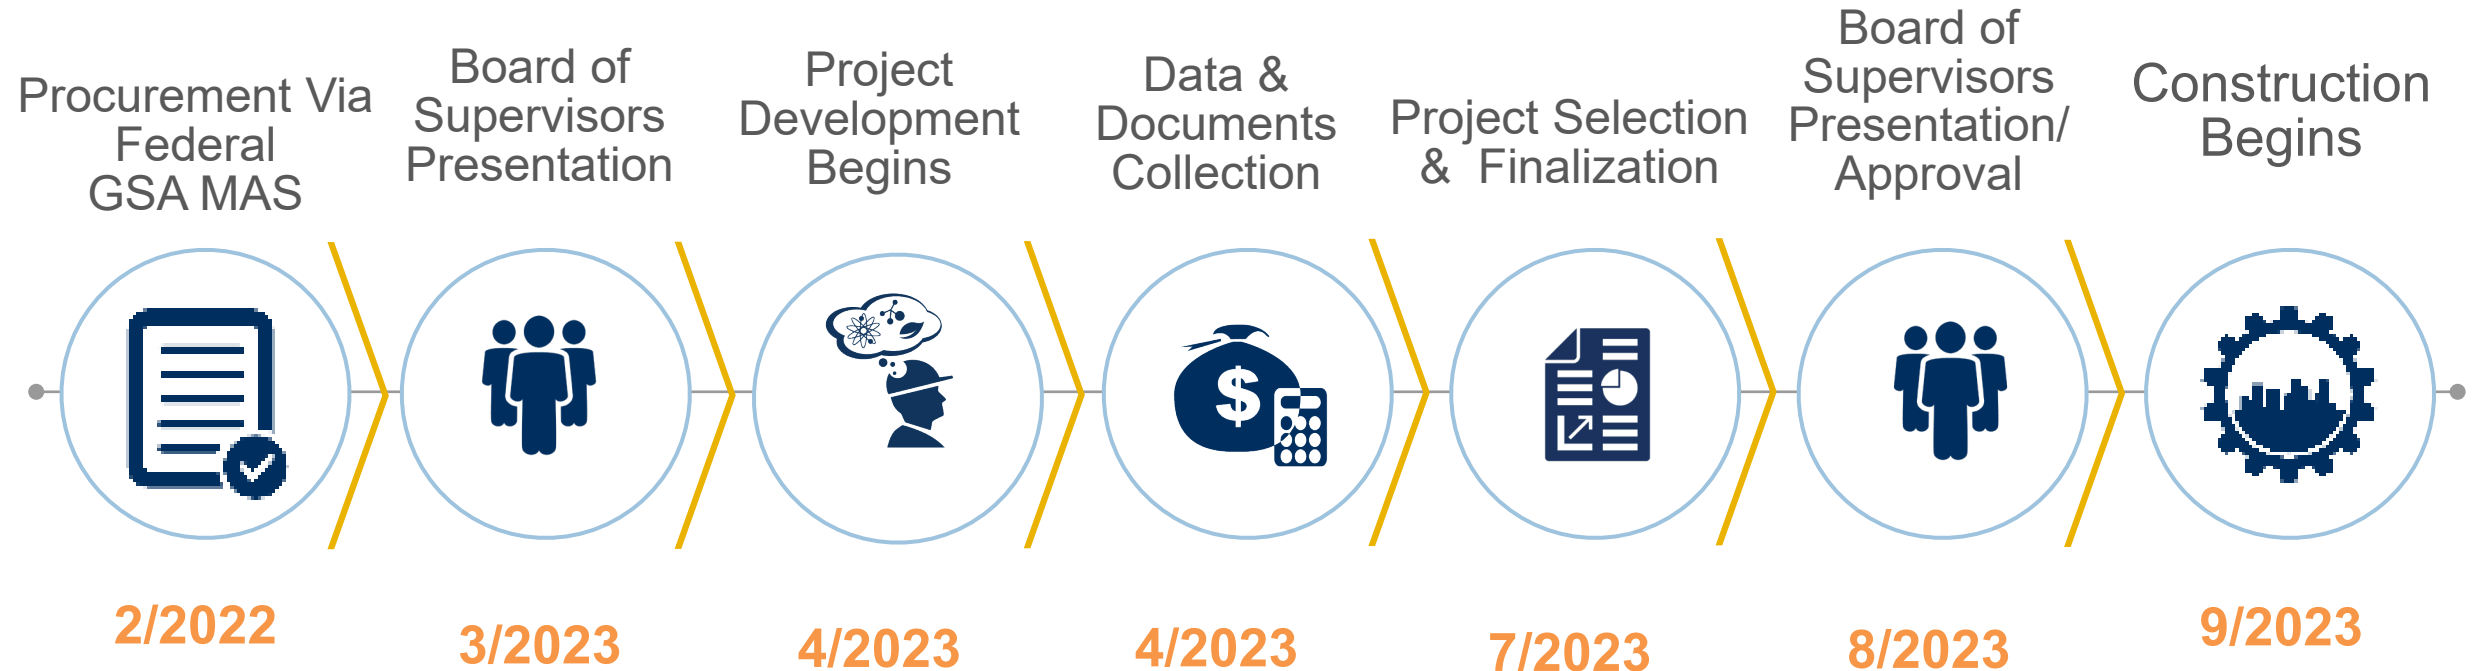 Procurement Via
Federal
GSA MAS
Board of
Supervisors
Presentation
Project
Development
Begins
Data &
Documents
Collection
Project Selection
& Finalization
Board of
Supervisors
Presentation/
Approval
Construction
Begins
$
2/2022
3/2023
4/2023
4/2023
7/2023
8/2023
9/2023